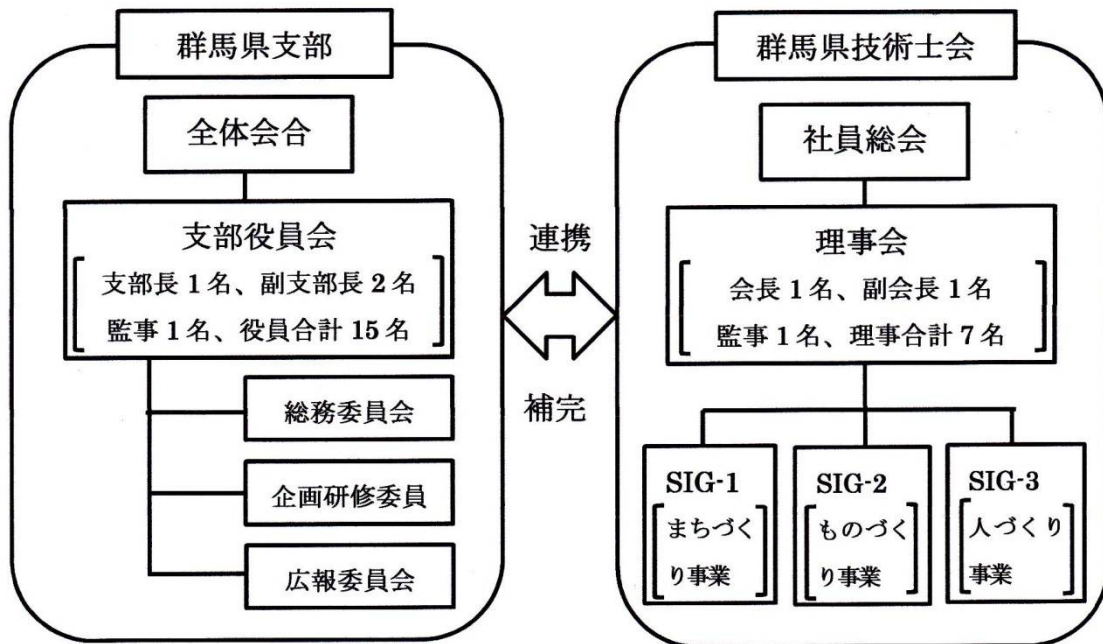 群馬県支部
全体会合
支部役員会
支部長 1 名、副支部長 2 名
監事 1 名、役員合計 15 名
総務委員会
企画研修委員
広報委員会
連携
補完
群馬県技術士会
社員総会
理事会
会長 1 名、副会長 1 名
監事 1 名、理事合計 7 名
SIG-1
まちづく
り事業
SIG-2
ものづく
り事業
SIG-3
人づくり
事業